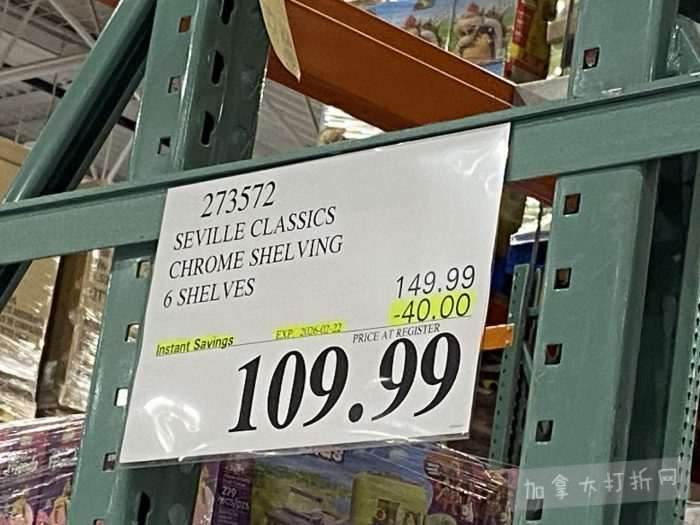 273572
SEVILLE CLASSICS
CHROME SHELVING
6 SHELVES
149.99
-40.00
Instant Savings
EXP. 2026-02-22
PRICE AT REGISTER
109.99
加拿大打折网